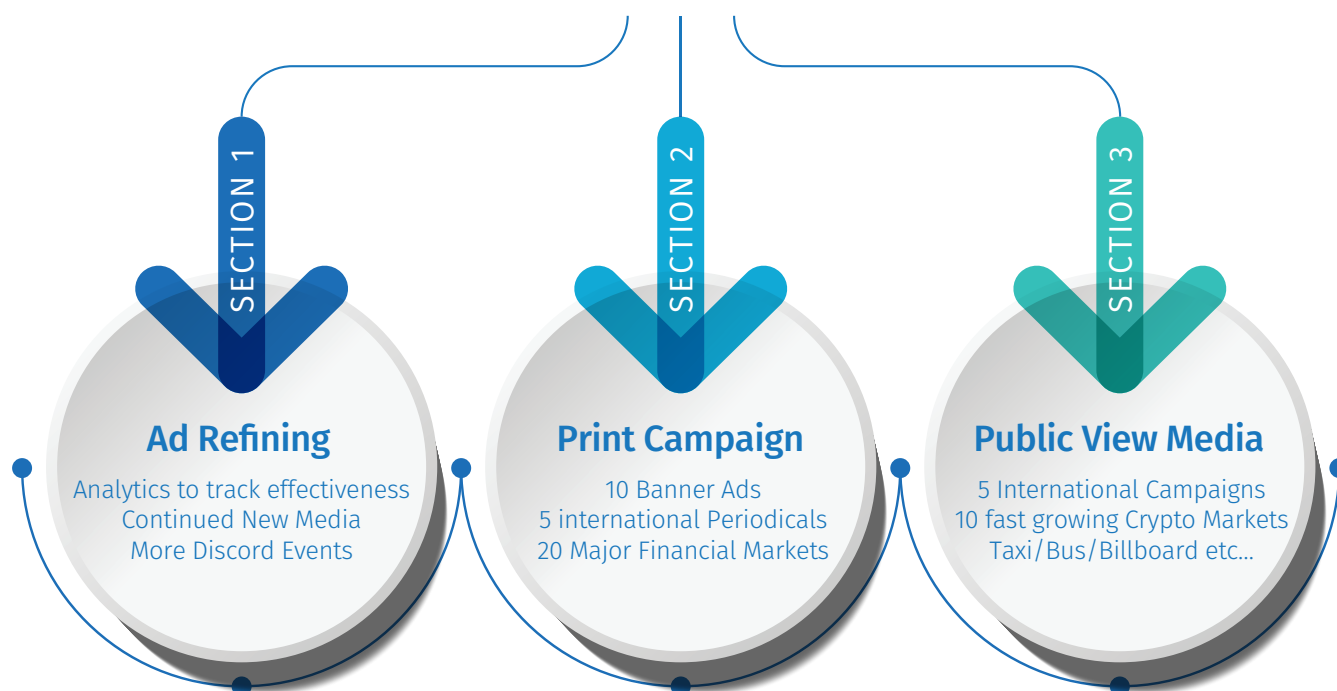 SECTION 1
Ad Refining
Analytics to track effectiveness
Continued New Media
More Discord Events
SECTION 2
Print Campaign
10 Banner Ads
5 international Periodicals
20 Major Financial Markets
SECTION 3
Public View Media
5 International Campaigns
10 fast growing Crypto Markets
Taxi/Bus/Billboard etc...